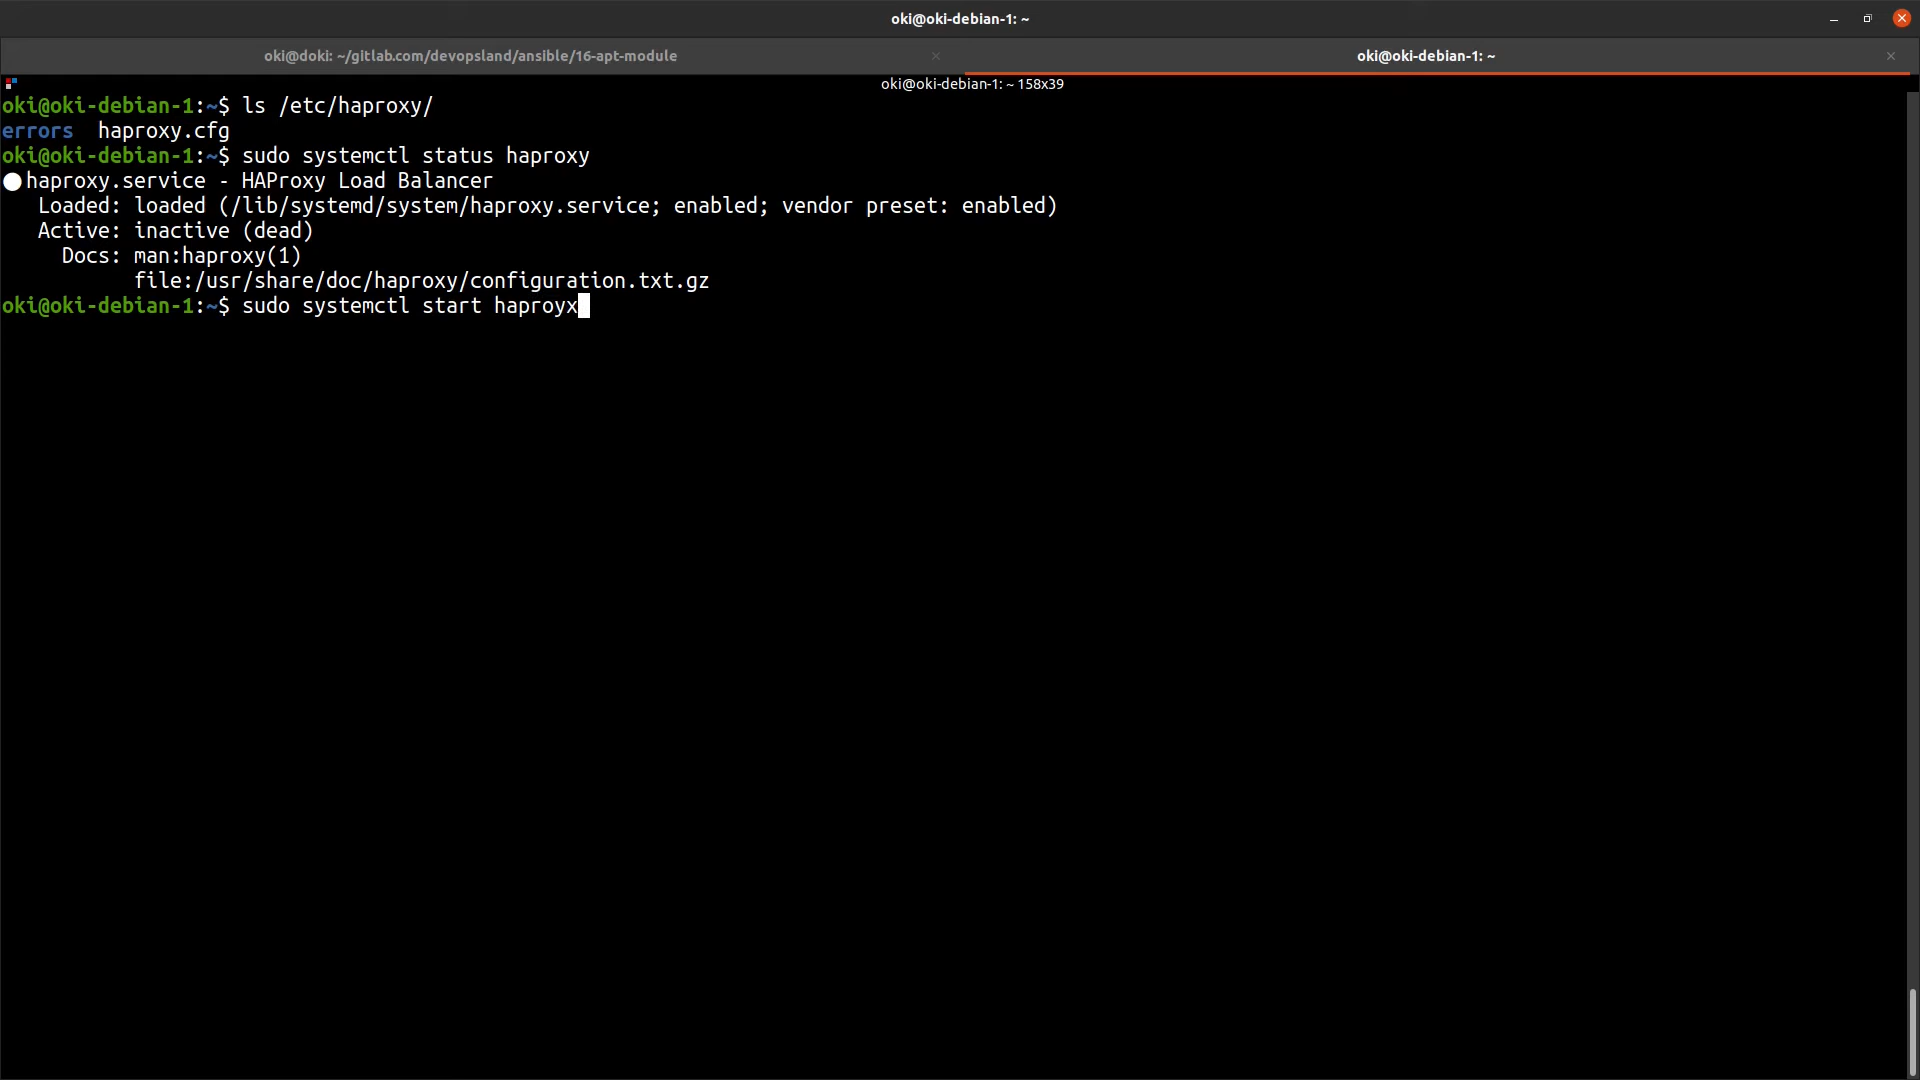 oki@oki-debian-1: ~
oki@doki: ~/gitlab.com/devopsland/ansible/16-apt-module
oki@oki-debian-1: ~
oki@oki-debian-1: ~ 158x39
oki@oki-debian-1:~$ ls /etc/haproxy/
errors  haproxy.cfg
oki@oki-debian-1:~$ sudo systemctl status haproxy
● haproxy.service - HAProxy Load Balancer
   Loaded: loaded (/lib/systemd/system/haproxy.service; enabled; vendor preset: enabled)
   Active: inactive (dead)
     Docs: man:haproxy(1)
           file:/usr/share/doc/haproxy/configuration.txt.gz
oki@oki-debian-1:~$ sudo systemctl start haproyx